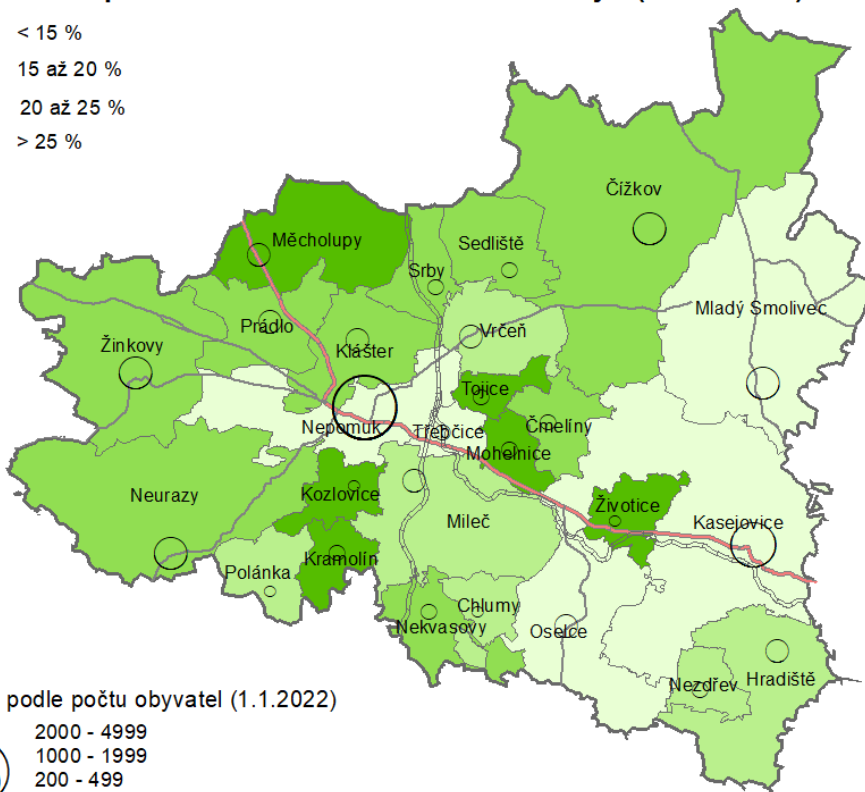 < 15 %
15 až 20 %
20 až 25 %
> 25 %
Čížkov
Měcholupy
Sedliště
Srby
Mladý Smolivec
Prádlo
Vrčeň
Žinkovy
Klášter
Tojice
Čmelíny
Nepomuk
Třebčice
Mohelnice
Neurazy
Kozlovice
Životice
Mileč
Kasejovice
Kramolín
Polánka
Chlumy
Nekvasovy
Oselce
Nezdřev
Hradiště
podle počtu obyvatel (1.1.2022)
2000 - 4999
1000 - 1999
200 - 499